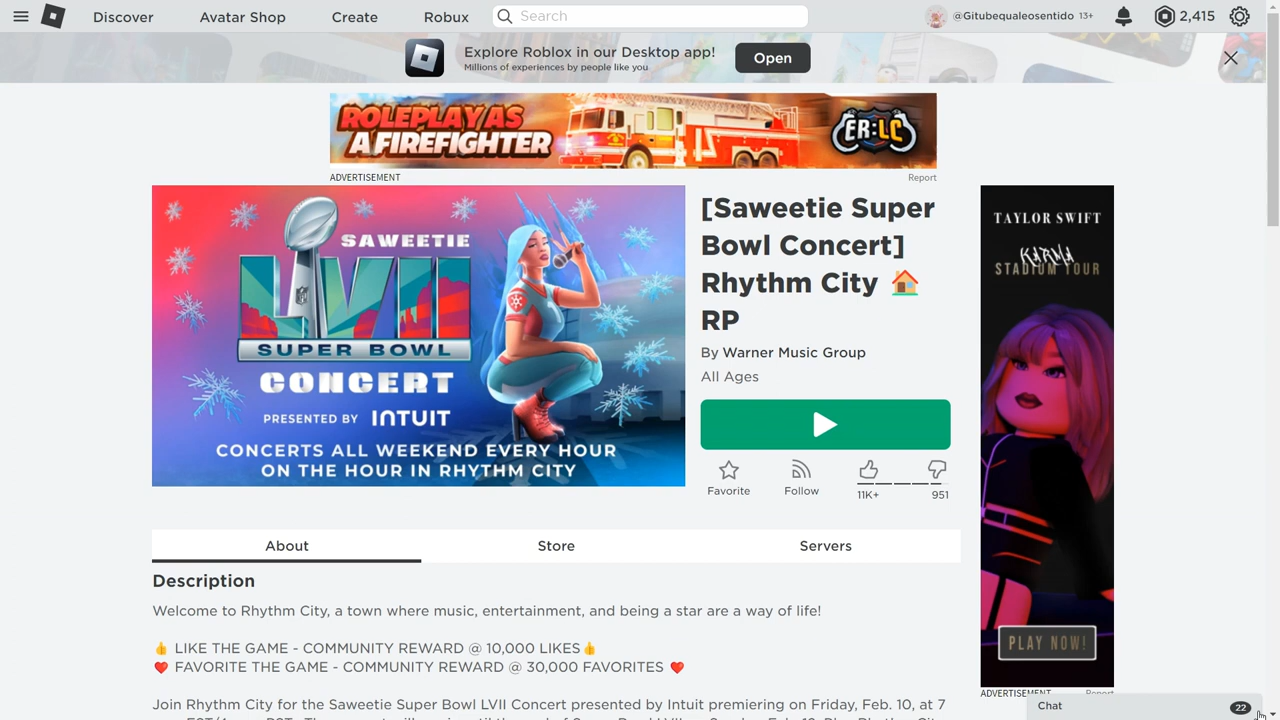 Discover
Avatar Shop
Create
Robux
Search
@Gitubequaleosentido 13+
2,415
Explore Roblox in our Desktop app!
Millions of experiences by people like you
Open
ROLEPLAY AS
A FIREFIGHTER
ER:LC
ADVERTISEMENT
Report
SAWEETIE
LVII
SUPER BOWL
CONCERT
PRESENTED BY INTUIT
CONCERTS ALL WEEKEND EVERY HOUR
ON THE HOUR IN RHYTHM CITY
[Saweetie Super
Bowl Concert]
Rhythm City 🏠
RP
By Warner Music Group
All Ages
Favorite
Follow
11K+
951
TAYLOR SWIFT
KARMA
STADIUM TOUR
PLAY NOW!
ADVERTISEMENT
Report
About
Store
Servers
Description
Welcome to Rhythm City, a town where music, entertainment, and being a star are a way of life!
👍 LIKE THE GAME - COMMUNITY REWARD @ 10,000 LIKES👍
❤️ FAVORITE THE GAME - COMMUNITY REWARD @ 30,000 FAVORITES ❤️
Join Rhythm City for the Saweetie Super Bowl LVII Concert presented by Intuit premiering on Friday, Feb. 10, at 7
Chat
22